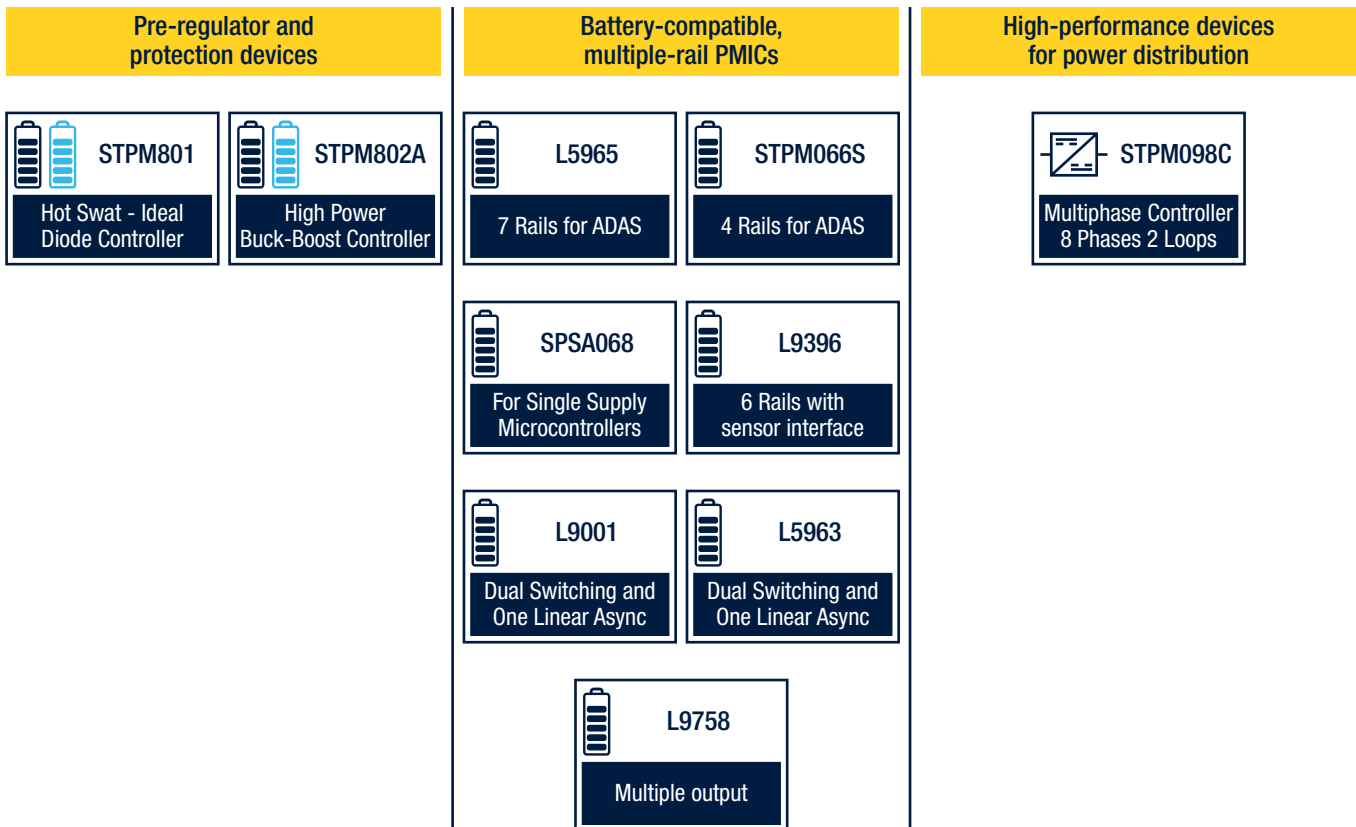 Pre-regulator and
protection devices
Battery-compatible,
multiple-rail PMICs
High-performance devices
for power distribution
STPM801
Hot Swat - Ideal
Diode Controller
STPM802A
High Power
Buck-Boost Controller
L5965
7 Rails for ADAS
STPM066S
4 Rails for ADAS
STPM098C
Multiphase Controller
8 Phases 2 Loops
SPSA068
For Single Supply
Microcontrollers
L9396
6 Rails with
sensor interface
L9001
Dual Switching and
One Linear Async
L5963
Dual Switching and
One Linear Async
L9758
Multiple output